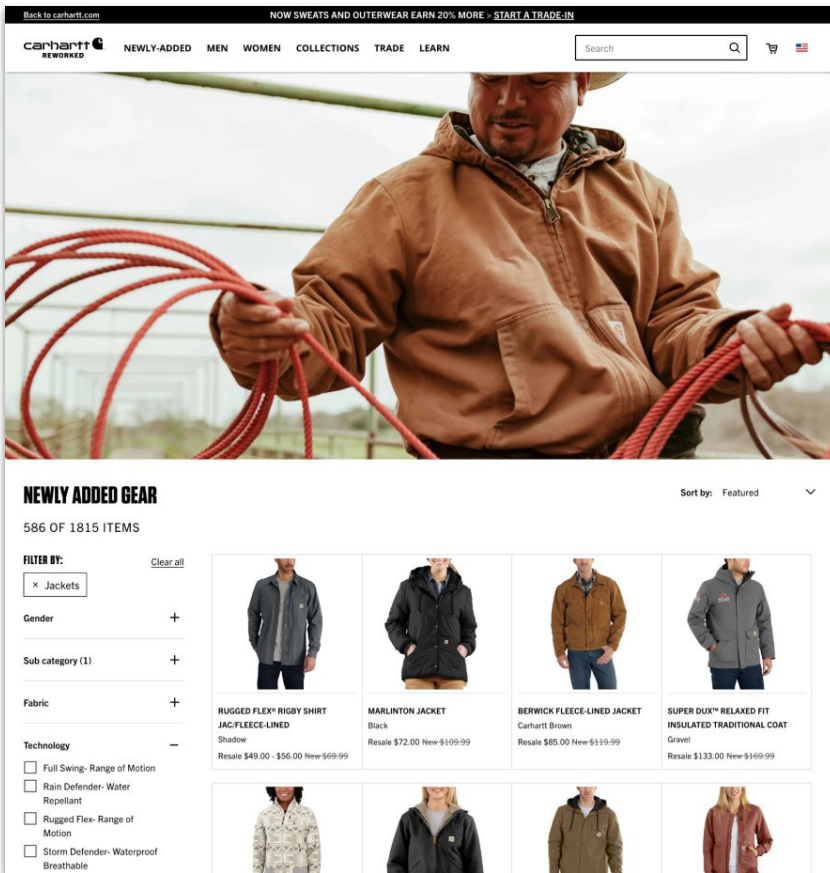 Back to carhartt.com
NOW SWEATS AND OUTERWEAR EARN 20% MORE > START A TRADE-IN
carhartt
REWORKED
NEWLY-ADDED MEN WOMEN COLLECTIONS TRADE LEARN
Search
NEWLY ADDED GEAR
Sort by: Featured
586 OF 1815 ITEMS
FILTER BY:
Clear all
× Jackets
Gender
Sub category (1)
Fabric
Technology
Full Swing- Range of Motion
Rain Defender- Water
Repellant
Rugged Flex- Range of
Motion
Storm Defender- Waterproof
Breathable
RUGGED FLEX® RIGBY SHIRT
JAC/FLEECE-LINED
Shadow
Resale $49.00 - $56.00 New $69.99
MARLINTON JACKET
Black
Resale $72.00 New $109.99
BERWICK FLEECE-LINED JACKET
Carhartt Brown
Resale $85.00 New $119.99
SUPER DUX™ RELAXED FIT
INSULATED TRADITIONAL COAT
Gravel
Resale $133.00 New $169.99